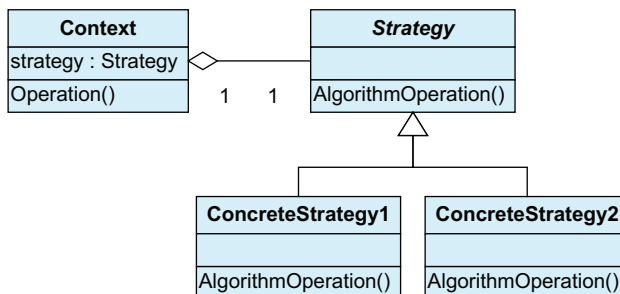 Context
strategy : Strategy
Operation()
1 1
Strategy
AlgorithmOperation()
ConcreteStrategy1
AlgorithmOperation()
ConcreteStrategy2
AlgorithmOperation()